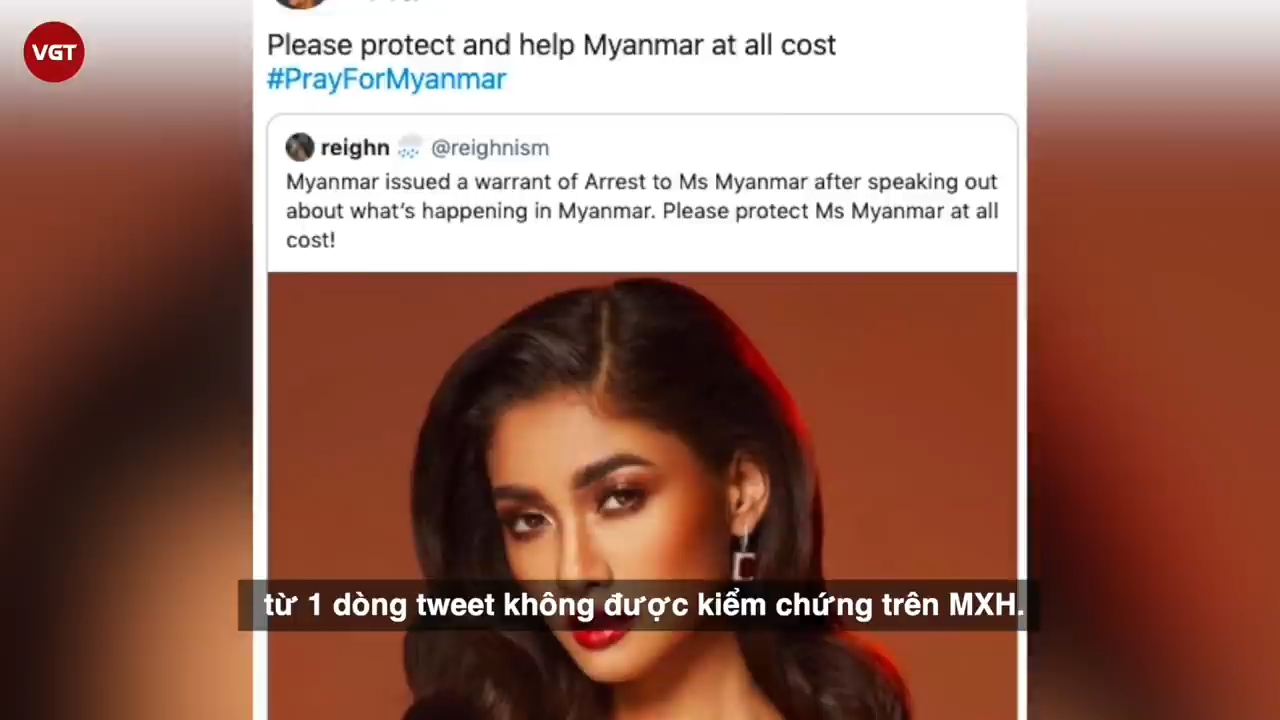 VGT
Please protect and help Myanmar at all cost
#PrayForMyanmar
reighn @reighnism
Myanmar issued a warrant of Arrest to Ms Myanmar after speaking out
about what's happening in Myanmar. Please protect Ms Myanmar at all
cost!
từ 1 dòng tweet không được kiểm chứng trên MXH.